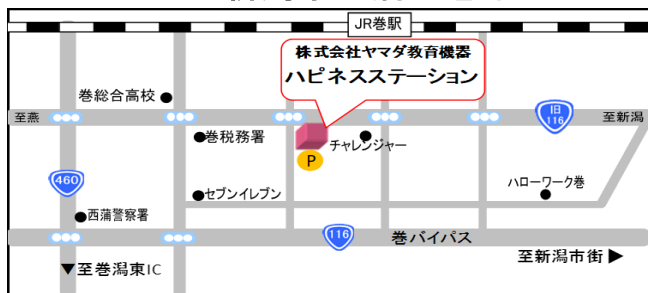 JR巻駅
株式会社ヤマダ教育機器
ハピネスステーション
巻総合高校
旧
116
至燕
至新潟
巻税務署
チャレンジャー
P
460
セブンイレブン
ハローワーク巻
西蒲警察署
116
巻バイパス
至新潟市街▶
▼至巻潟東IC